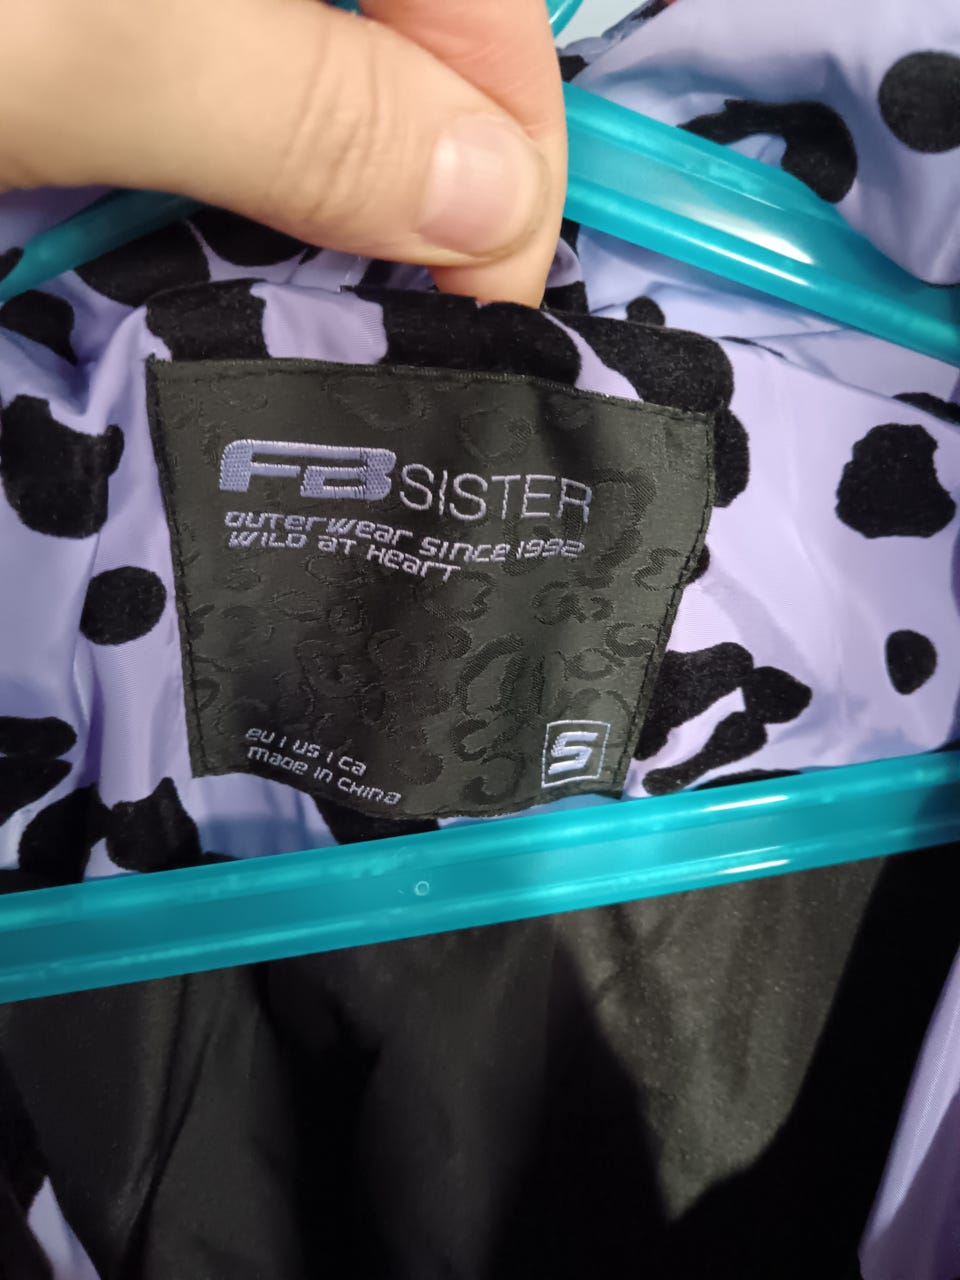 FB SISTER
OUTERWEAR SINCE 1992
WILD AT HEART
EU | US | CA
MADE IN CHINA
S